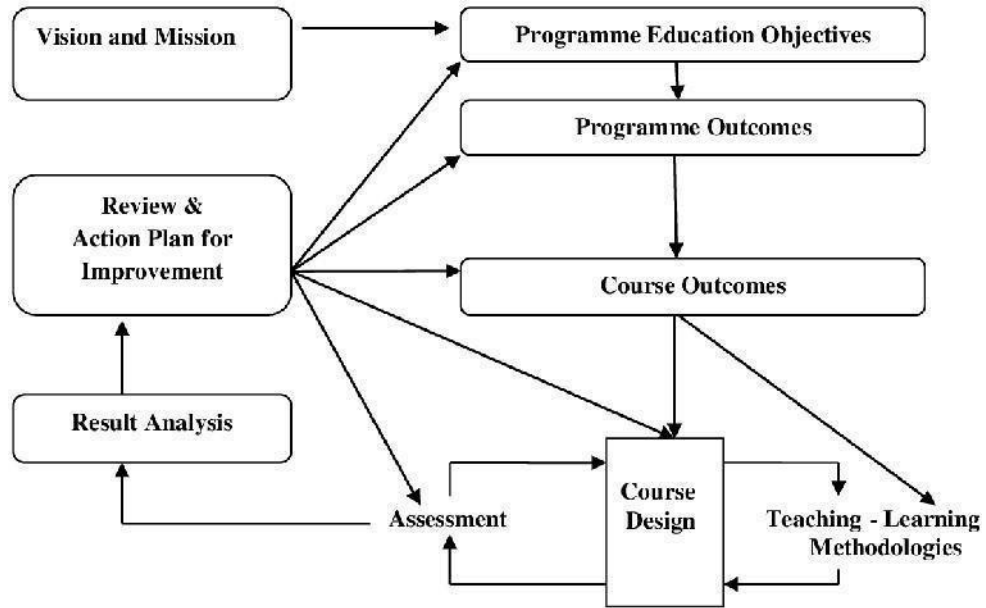 Vision and Mission
Programme Education Objectives
Programme Outcomes
Review &
Action Plan for
Improvement
Course Outcomes
Result Analysis
Assessment
Course
Design
Teaching - Learning
Methodologies